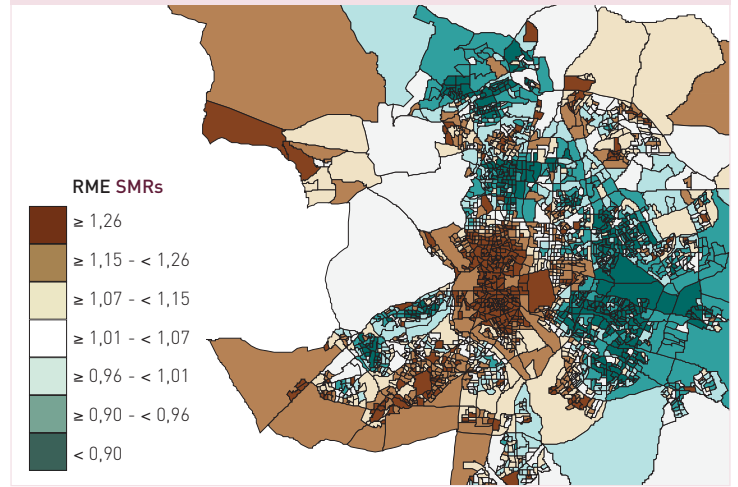 RME SMRs
≥ 1,26
≥ 1,15 - < 1,26
≥ 1,07 - < 1,15
≥ 1,01 - < 1,07
≥ 0,96 - < 1,01
≥ 0,90 - < 0,96
< 0,90